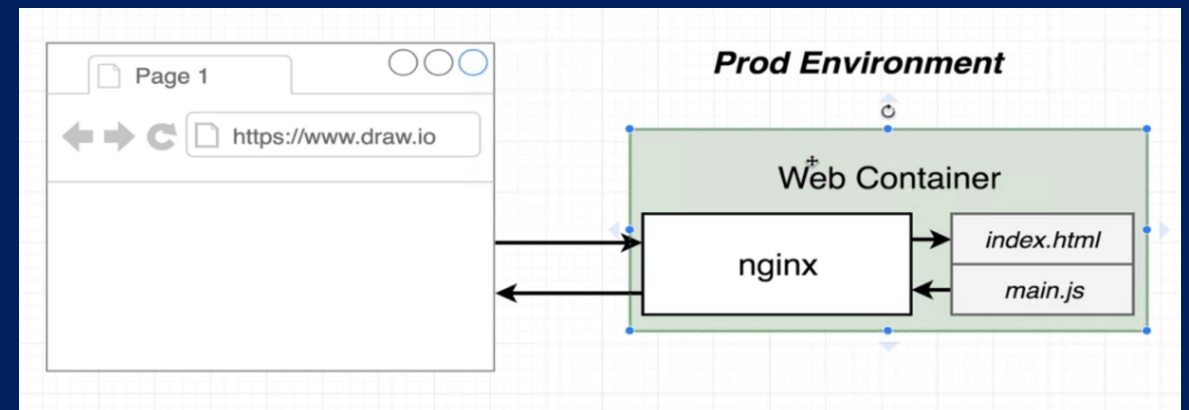 Page 1
https://www.draw.io
Prod Environment
Web Container
nginx
index.html
main.js